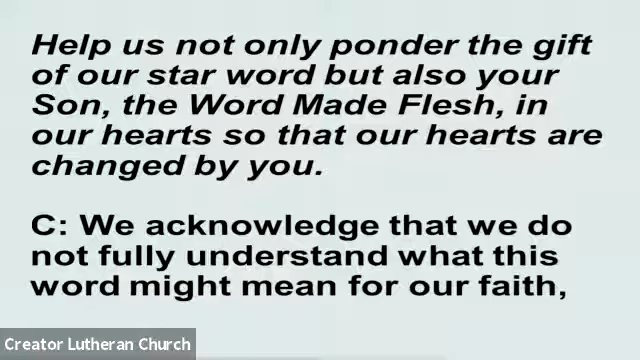 Help us not only ponder the gift
of our star word but also your
Son, the Word Made Flesh, in
our hearts so that our hearts are
changed by you.
C: We acknowledge that we do
not fully understand what this
word might mean for our faith,
Creator Lutheran Church